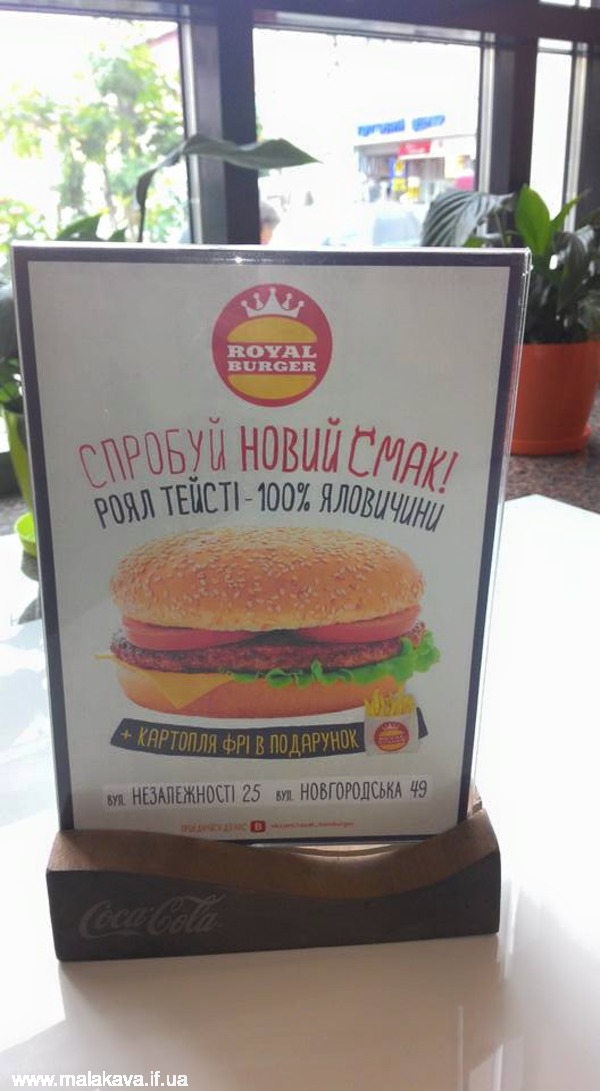 ROYAL
BURGER
СПРОБУЙ НОВИЙ СМАК!
РОЯЛ ТЕЙСТІ - 100% ЯЛОВИЧИНИ
+ КАРТОПЛЯ ФРІ В ПОДАРУНОК
ВУЛ. НЕЗАЛЕЖНОСТІ 25 ВУЛ. НОВГОРОДСЬКА 49
Coca-Cola
www.malakava.if.ua